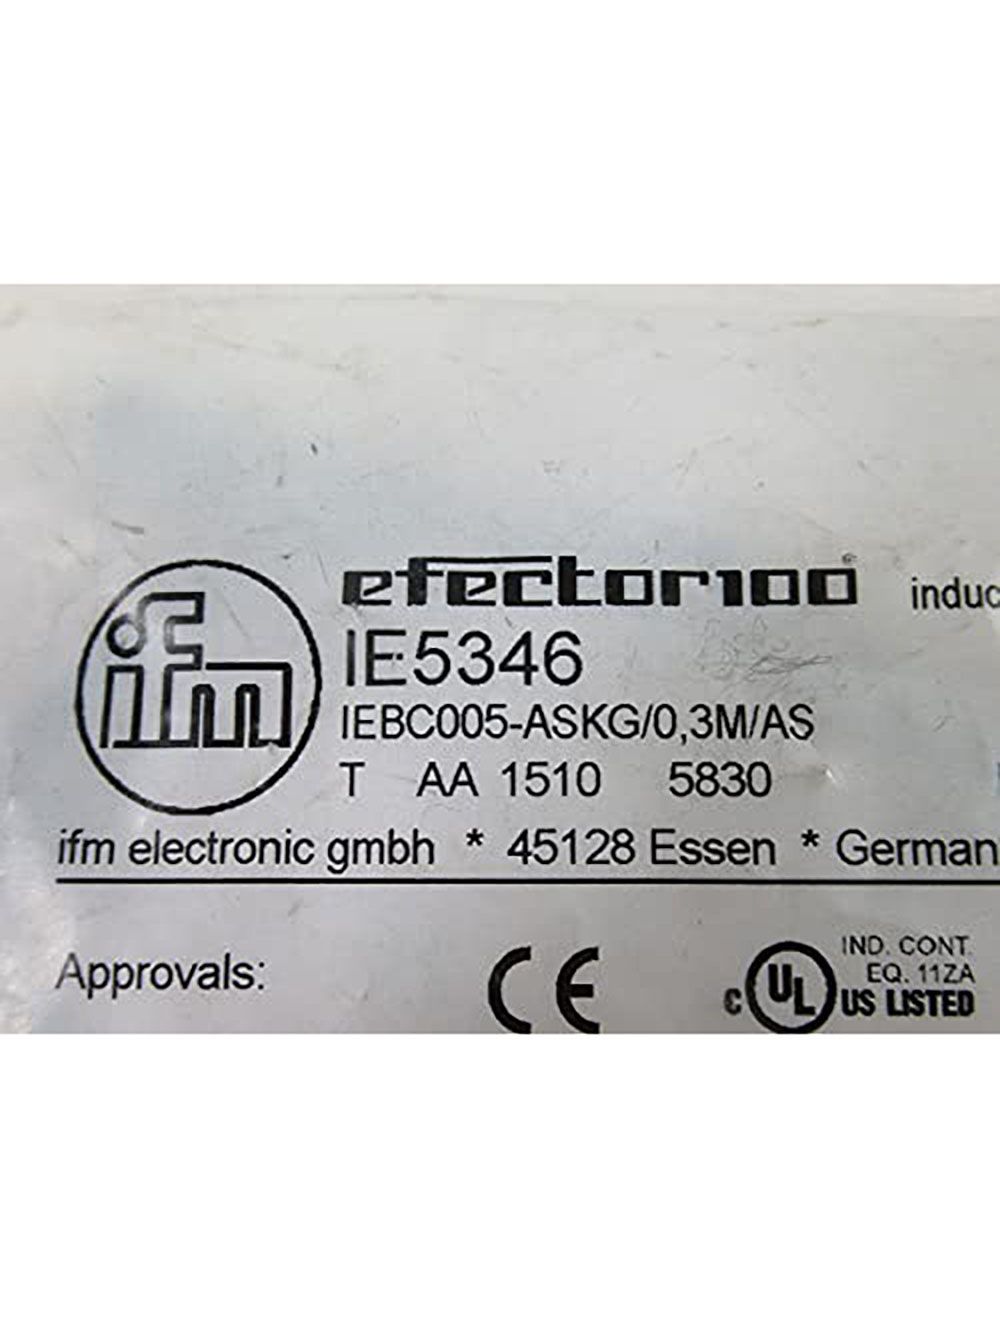 efector100® induc
ifm
IE5346
IEBC005-ASKG/0,3M/AS
T AA 1510 5830
ifm electronic gmbh * 45128 Essen * German
Approvals: CE
IND. CONT.
EQ. 11ZA
c UL US LISTED